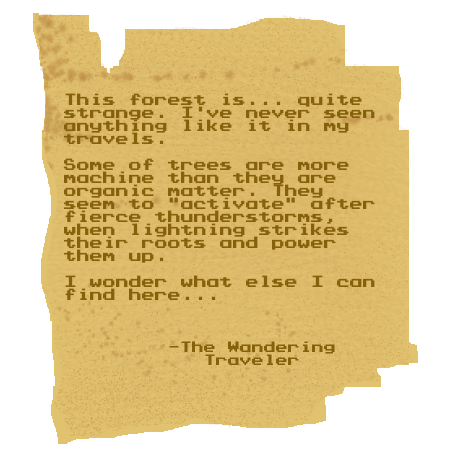 This forest is... quite
strange. I've never seen
anything like it in my
travels.
Some of trees are more
machine than they are
organic matter. They
seem to "activate" after
fierce thunderstorms,
when lightning strikes
their roots and power
them up.
I wonder what else I can
find here...
-The Wandering
Traveler